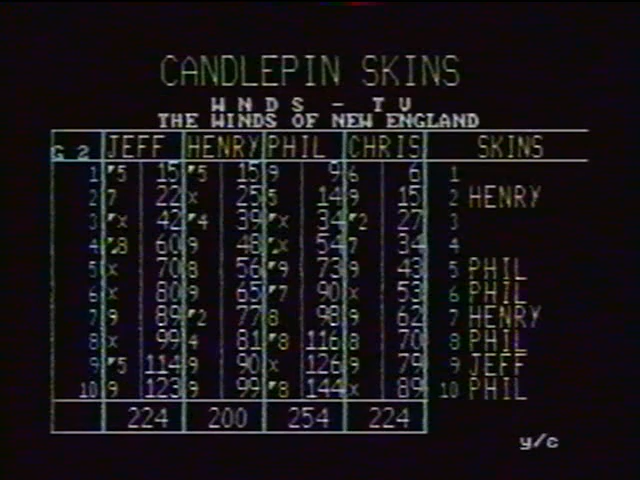 CANDLEPIN SKINS
WNDS - TV
THE WINDS OF NEW ENGLAND
G 2 JEFF HENRY PHIL CHRIS SKINS
1 ◤5 15 ◤5 15 9 9 6 6 1
2 7 22 x 25 5 14 9 15 2 HENRY
3 ◤x 42 ◤4 39 ◤x 34 ◤2 27 3
4 ◤8 60 9 48 2x 54 7 34 4
5 x 70 8 56 ◤9 73 9 43 5 PHIL
6 x 80 9 65 ◤7 90 x 53 6 PHIL
7 9 89 ◤2 77 8 98 9 62 7 HENRY
8 x 99 4 81 ◤8 116 8 70 8 PHIL
9 ◤5 114 9 90 x 126 9 79 9 JEFF
10 9 123 9 99 ◤8 144 x 89 10 PHIL
224 200 254 224
y/c